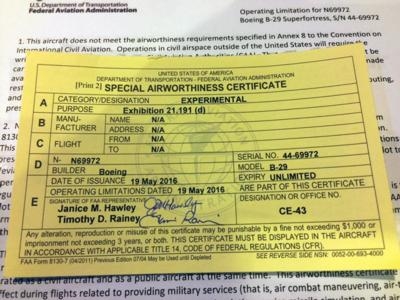 U.S. Department of Transportation
Federal Aviation Administration
Operating Limitation for N69972
Boeing B-29 Superfortress, S/N 44-69972
1. This aircraft does not meet the airworthiness requirements specified in Annex 8 to the Convention on
International Civil Aviation. Operations in civil airspace outside of the United States will require the
UNITED STATES OF AMERICA
DEPARTMENT OF TRANSPORTATION - FEDERAL AVIATION ADMINISTRATION
[Print 2] SPECIAL AIRWORTHINESS CERTIFICATE
A CATEGORY/DESIGNATION EXPERIMENTAL
PURPOSE Exhibition 21.191 (d)
B MANU- NAME N/A
FACTURER ADDRESS N/A
C FLIGHT FROM N/A
TO N/A
D N- N69972 SERIAL NO. 44-69972
BUILDER Boeing MODEL B-29
DATE OF ISSUANCE 19 May 2016 EXPIRY UNLIMITED
OPERATING LIMITATIONS DATED 19 May 2016 ARE PART OF THIS CERTIFICATE
E SIGNATURE OF FAA REPRESENTATIVE DESIGNATION OR OFFICE NO.
Janice M. Hawley
Timothy D. Rainey CE-43
Any alteration, reproduction or misuse of this certificate may be punishable by a fine not exceeding $1,000 or
imprisonment not exceeding 3 years, or both. THIS CERTIFICATE MUST BE DISPLAYED IN THE AIRCRAFT
IN ACCORDANCE WITH APPLICABLE TITLE 14, CODE OF FEDERAL REGULATIONS (CFR).
FAA Form 8130-7 (04/2011) Previous Edition 07/04 May be Used until Depleted SEE REVERSE SIDE NSN: 0052-00-693-4000
rated as a civil aircraft and as a public aircraft at the same time. This airworthiness certificate
ffect during flights related to providing military services (that is, air combat maneuvering, air-t